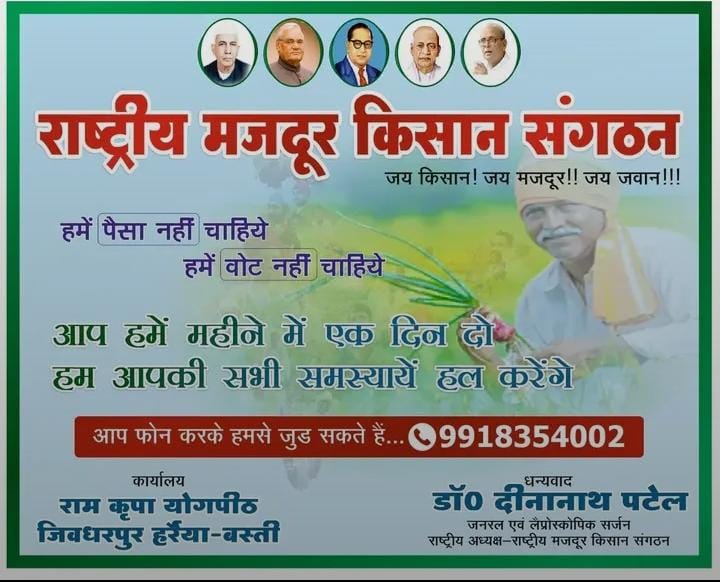 राष्ट्रीय मजदूर किसान संगठन
जय किसान! जय मजदूर!! जय जवान!!!
हमें पैसा नहीं चाहिये
हमें वोट नहीं चाहिये
आप हमें महीने में एक दिन दो
हम आपकी सभी समस्यायें हल करेंगे
आप फोन करके हमसे जुड सकते हैं... 9918354002
कार्यालय
राम कृपा योगपीठ
जिवधरपुर हर्रैया-बस्ती
धन्यवाद
डॉ0 दीनानाथ पटेल
जनरल एवं लैप्रोस्कोपिक सर्जन
राष्ट्रीय अध्यक्ष–राष्ट्रीय मजदूर किसान संगठन